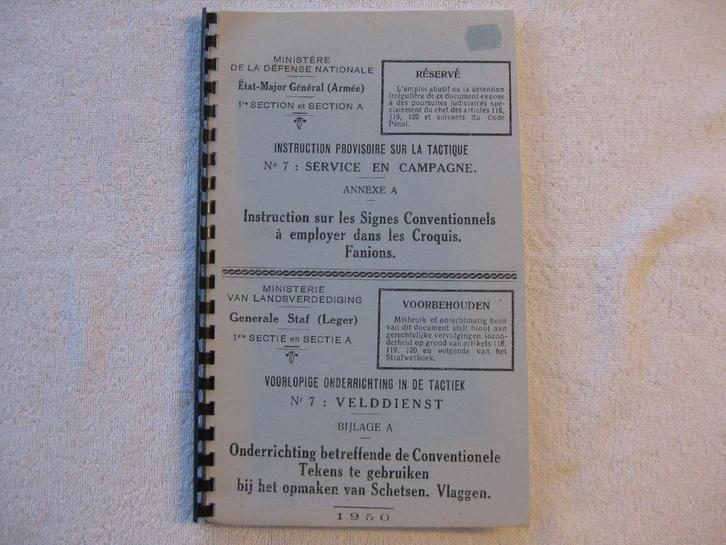 MINISTÈRE
DE LA DÉFENSE NATIONALE
État-Major Général (Armée)
1re SECTION et SECTION A
RÉSERVÉ
L'emploi abusif ou la détention
irrégulière de ce document expose
à des poursuites judiciaires spé-
cialement du chef des articles 118,
119, 120 et suivants du Code
Pénal.
INSTRUCTION PROVISOIRE SUR LA TACTIQUE
No 7 : SERVICE EN CAMPAGNE.
ANNEXE A
Instruction sur les Signes Conventionnels
à employer dans les Croquis.
Fanions.
MINISTERIE
VAN LANDSVERDEDIGING
Generale Staf (Leger)
1ste SECTIE en SECTIE A
VOORBEHOUDEN
Misbruik of onrechtmatig bezit
van dit document stelt bloot aan
gerechtelijke vervolgingen inzon-
derheid op grond van artikels 118,
119, 120 en volgende van het
Strafwetboek.
VOORLOPIGE ONDERRICHTING IN DE TACTIEK
Nr 7 : VELDDIENST
BIJLAGE A
Onderrichting betreffende de Conventionele
Tekens te gebruiken
bij het opmaken van Schetsen. Vlaggen.
1950